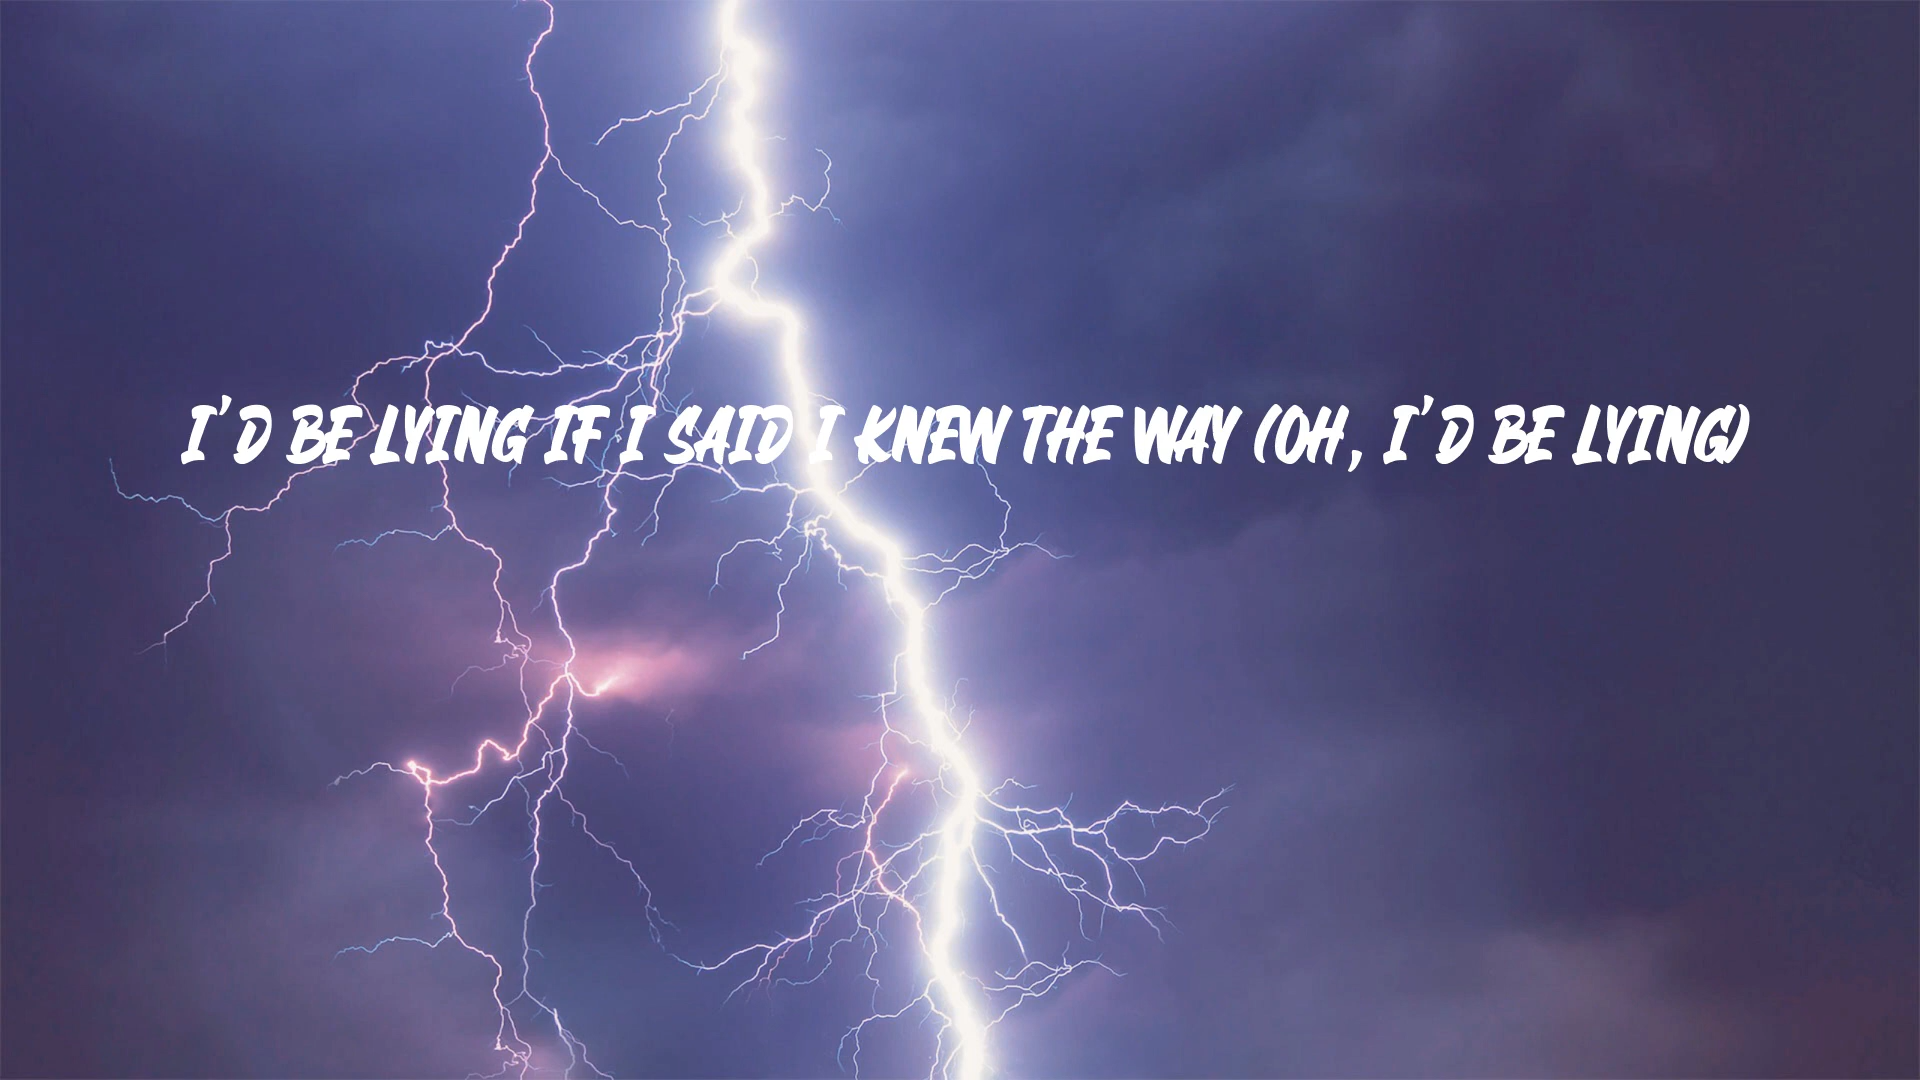 I'D BE LYING IF I SAID I KNEW THE WAY (OH, I'D BE LYING)